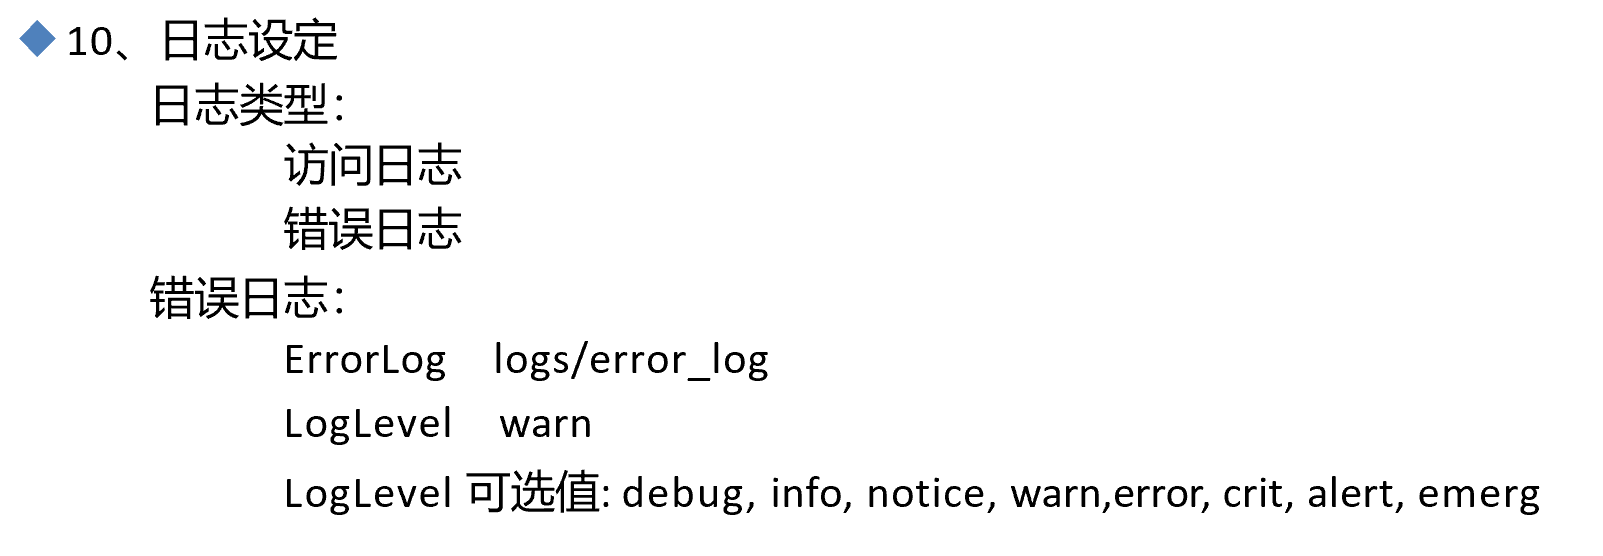 10、日志设定
日志类型：
访问日志
错误日志
错误日志：
ErrorLog logs/error_log
LogLevel warn
LogLevel 可选值: debug, info, notice, warn,error, crit, alert, emerg